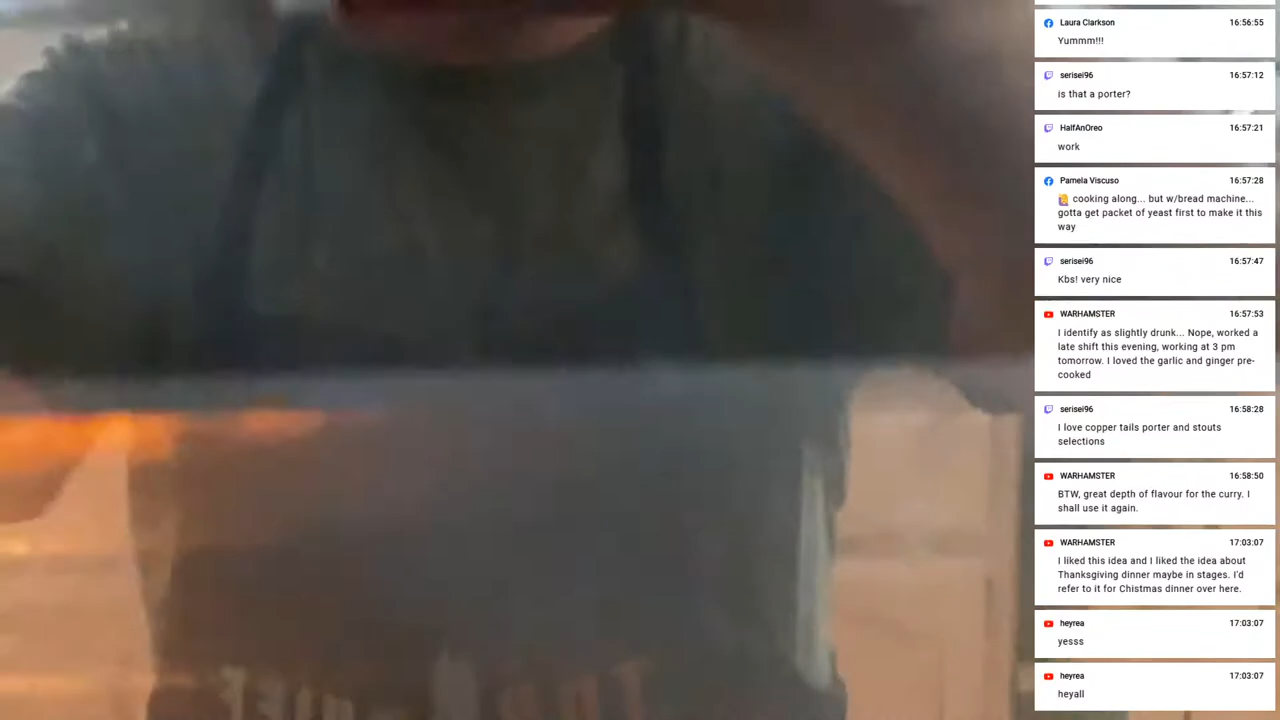 Laura Clarkson 16:56:55
Yummm!!!
serisei96 16:57:12
is that a porter?
HalfAnOreo 16:57:21
work
Pamela Viscuso 16:57:28
🙋 cooking along... but w/bread machine...
gotta get packet of yeast first to make it this
way
serisei96 16:57:47
Kbs! very nice
WARHAMSTER 16:57:53
I identify as slightly drunk... Nope, worked a
late shift this evening, working at 3 pm
tomorrow. I loved the garlic and ginger pre-
cooked
serisei96 16:58:28
I love copper tails porter and stouts
selections
WARHAMSTER 16:58:50
BTW, great depth of flavour for the curry. I
shall use it again.
WARHAMSTER 17:03:07
I liked this idea and I liked the idea about
Thanksgiving dinner maybe in stages. I'd
refer to it for Chistmas dinner over here.
heyrea 17:03:07
yesss
heyrea 17:03:07
heyall